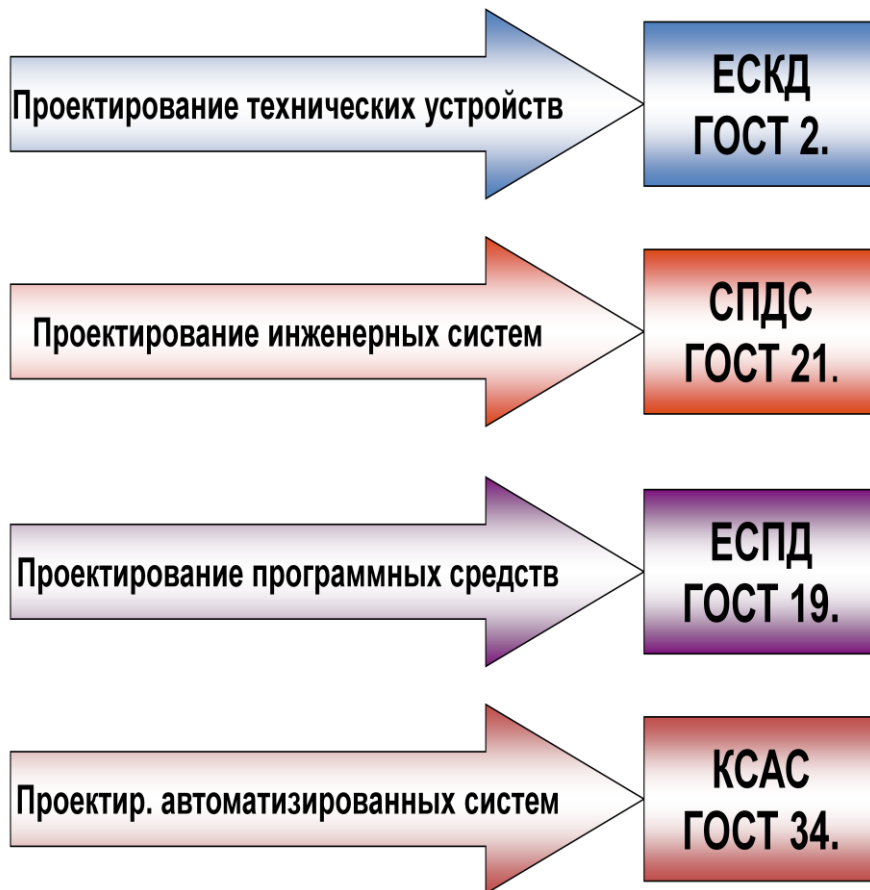 Проектирование технических устройств
ЕСКД
ГОСТ 2.
Проектирование инженерных систем
СПДС
ГОСТ 21.
Проектирование программных средств
ЕСПД
ГОСТ 19.
Проектир. автоматизированных систем
КСАС
ГОСТ 34.